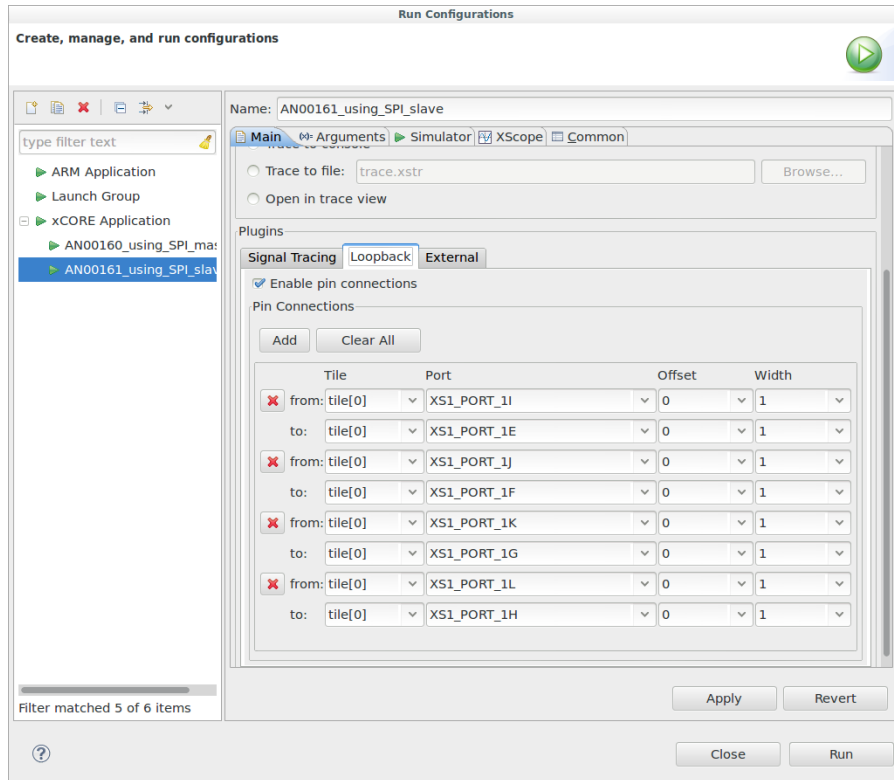 Run Configurations
Create, manage, and run configurations
Name: AN00161_using_SPI_slave
type filter text
Main Arguments Simulator XScope Common
Trace to console
ARM Application
Trace to file: trace.xstr Browse...
Launch Group
Open in trace view
xCORE Application
AN00160_using_SPI_mas
AN00161_using_SPI_slav
Plugins
Signal Tracing Loopback External
Enable pin connections
Pin Connections
Add Clear All
Tile Port Offset Width
from: tile[0] XS1_PORT_1I 0 1
to: tile[0] XS1_PORT_1E 0 1
from: tile[0] XS1_PORT_1J 0 1
to: tile[0] XS1_PORT_1F 0 1
from: tile[0] XS1_PORT_1K 0 1
to: tile[0] XS1_PORT_1G 0 1
from: tile[0] XS1_PORT_1L 0 1
to: tile[0] XS1_PORT_1H 0 1
Filter matched 5 of 6 items
Apply Revert
? Close Run